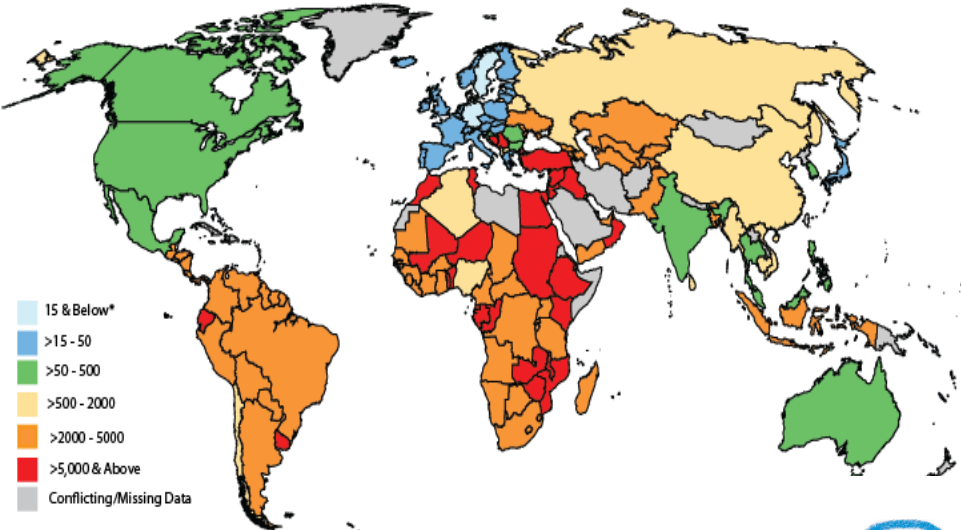 15 & Below*
>15 - 50
>50 - 500
>500 - 2000
>2000 - 5000
>5,000 & Above
Conflicting/Missing Data